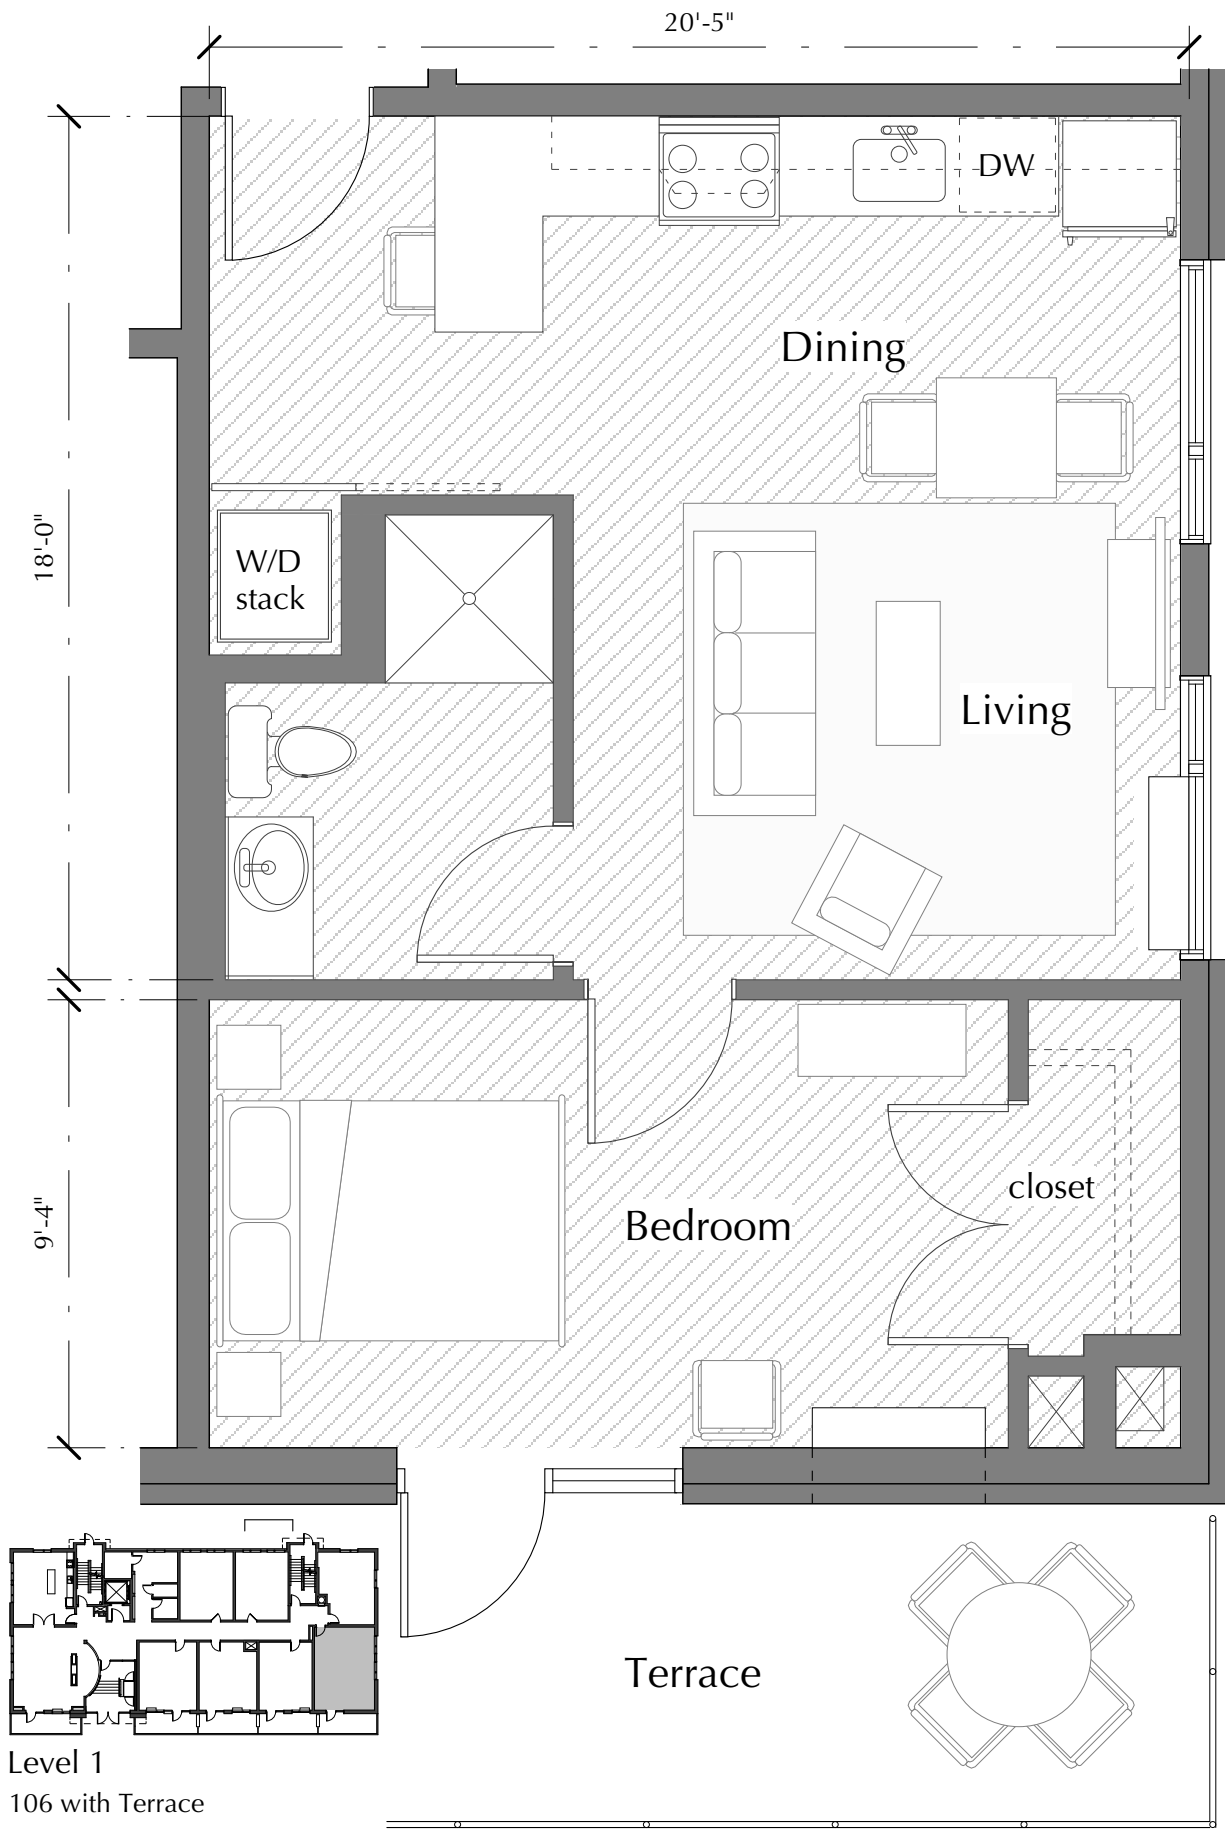 20'-5"
DW
Dining
18'-0"
W/D
stack
Living
closet
9'-4"
Bedroom
Terrace
Level 1
106 with Terrace